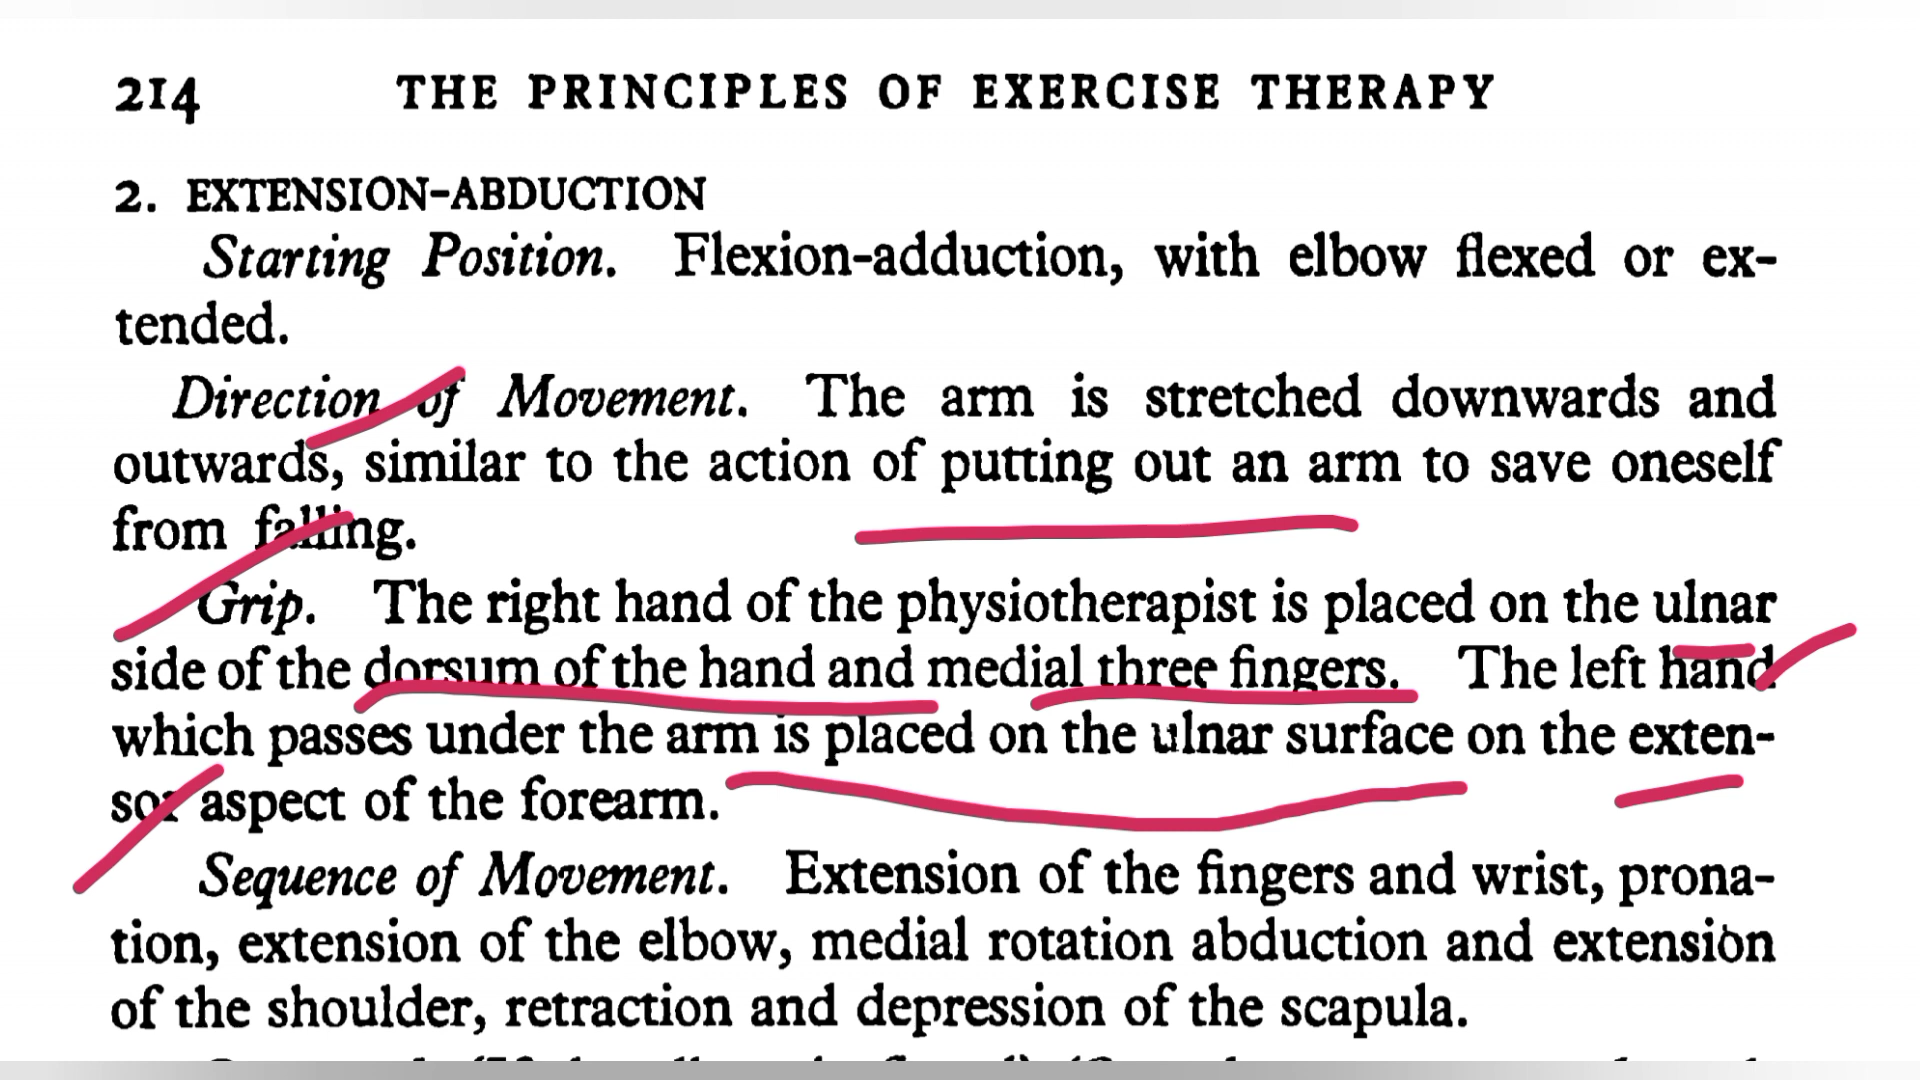 214 THE PRINCIPLES OF EXERCISE THERAPY
2. EXTENSION-ABDUCTION
Starting Position. Flexion-adduction, with elbow flexed or ex-
tended.
Direction of Movement. The arm is stretched downwards and
outwards, similar to the action of putting out an arm to save oneself
from falling.
Grip. The right hand of the physiotherapist is placed on the ulnar
side of the dorsum of the hand and medial three fingers. The left hand
which passes under the arm is placed on the ulnar surface on the exten-
sor aspect of the forearm.
Sequence of Movement. Extension of the fingers and wrist, prona-
tion, extension of the elbow, medial rotation abduction and extension
of the shoulder, retraction and depression of the scapula.